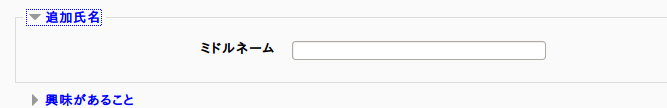 追加氏名
ミドルネーム
興味があること